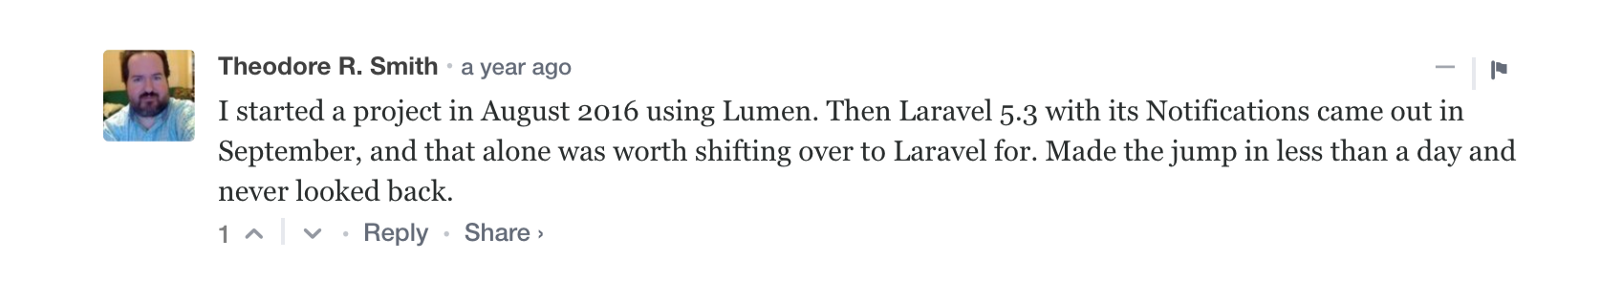 Theodore R. Smith • a year ago
I started a project in August 2016 using Lumen. Then Laravel 5.3 with its Notifications came out in
September, and that alone was worth shifting over to Laravel for. Made the jump in less than a day and
never looked back.
1 • Reply • Share ›